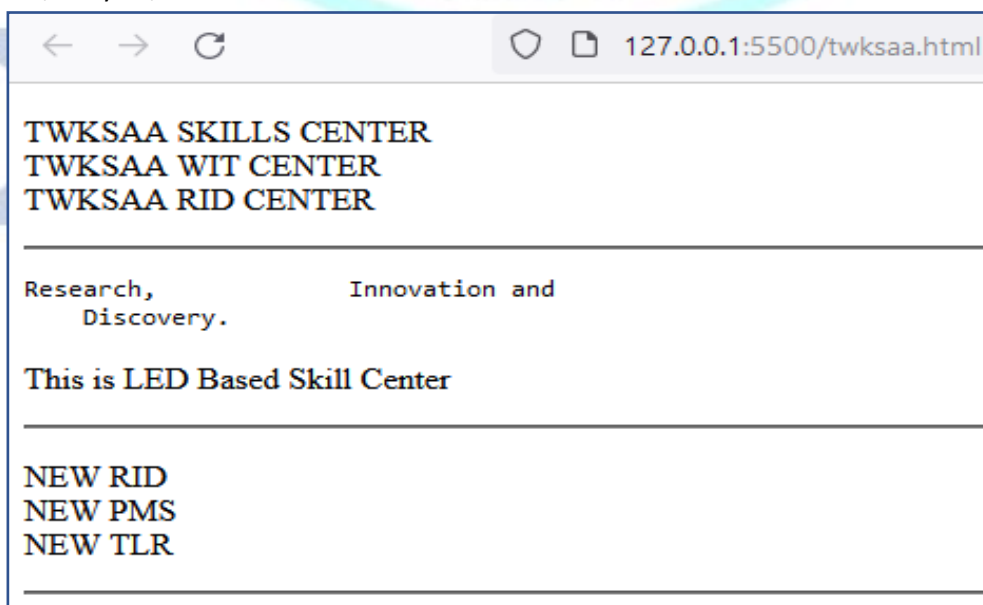 127.0.0.1:5500/twksaa.html
TWKSAA SKILLS CENTER
TWKSAA WIT CENTER
TWKSAA RID CENTER
Research,            Innovation and
    Discovery.
This is LED Based Skill Center
NEW RID
NEW PMS
NEW TLR